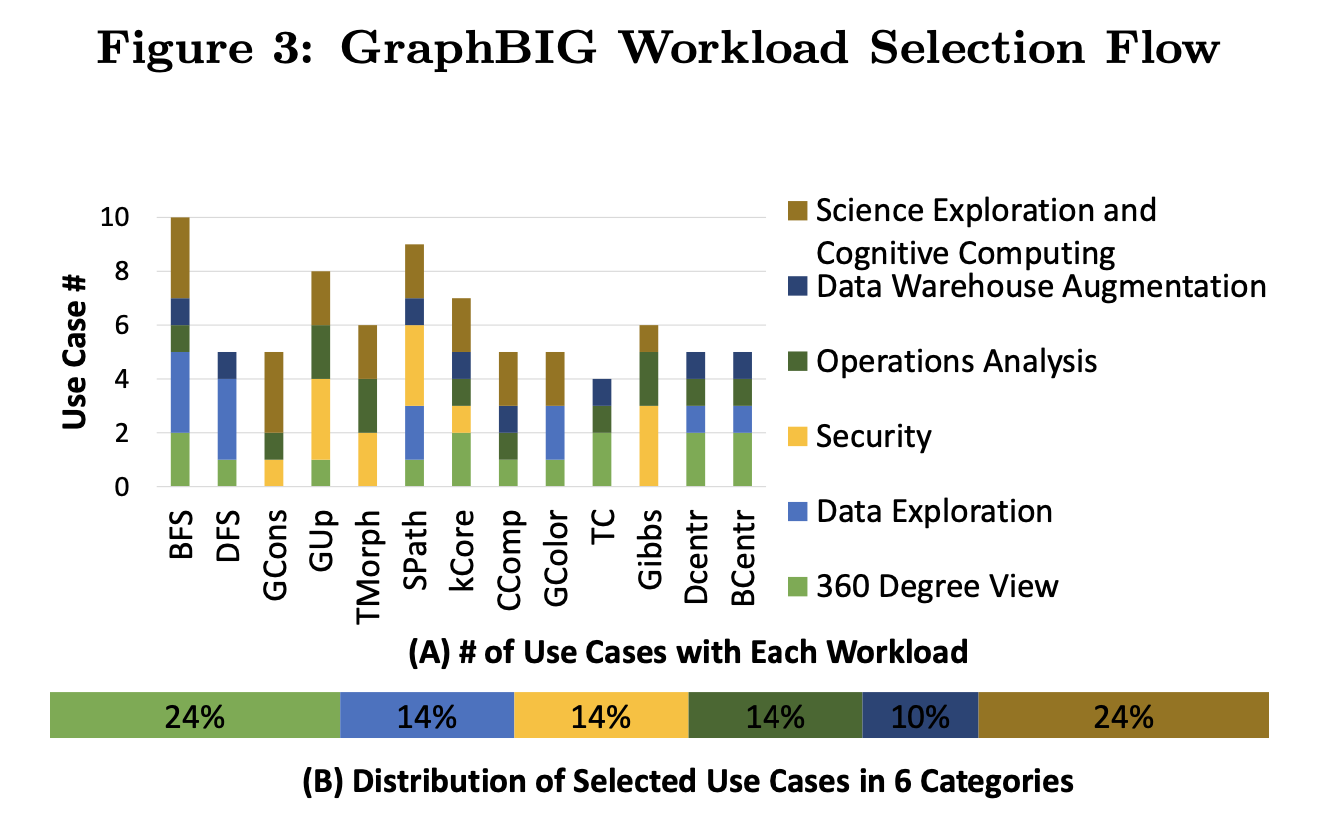 Figure 3: GraphBIG Workload Selection Flow
Use Case #
10
8
6
4
2
0
BFS
DFS
GCons
GUp
TMorph
SPath
kCore
CComp
GColor
TC
Gibbs
Dcentr
BCentr
Science Exploration and
Cognitive Computing
Data Warehouse Augmentation
Operations Analysis
Security
Data Exploration
360 Degree View
(A) # of Use Cases with Each Workload
24% 14% 14% 14% 10% 24%
(B) Distribution of Selected Use Cases in 6 Categories